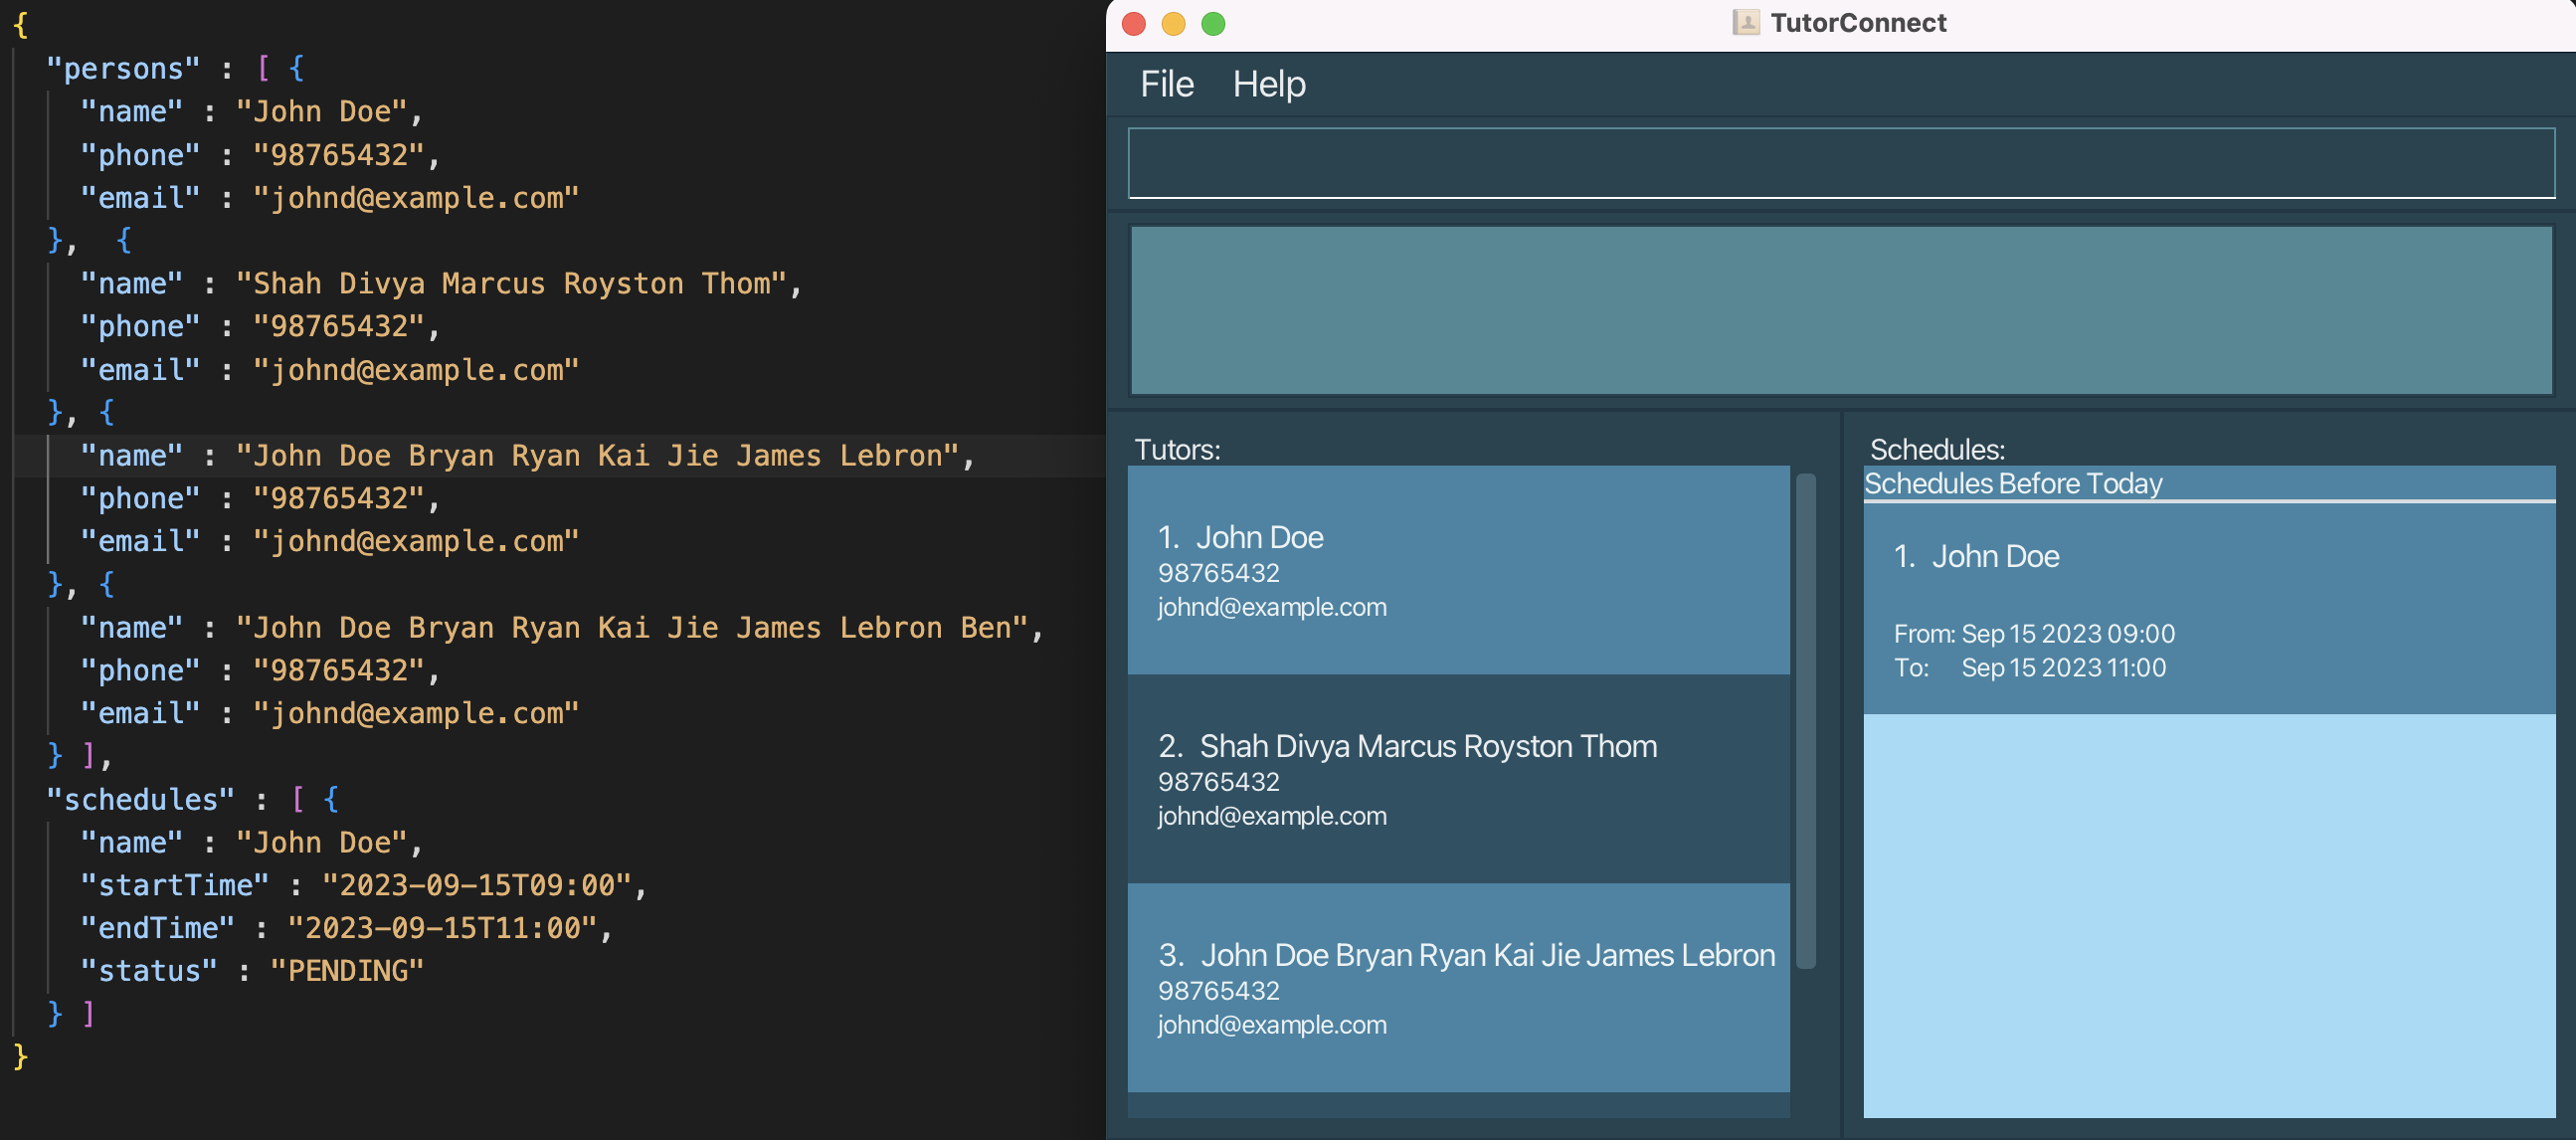 {
"persons" : [ {
"name" : "John Doe",
"phone" : "98765432",
"email" : "johnd@example.com"
}, {
"name" : "Shah Divya Marcus Royston Thom",
"phone" : "98765432",
"email" : "johnd@example.com"
}, {
"name" : "John Doe Bryan Ryan Kai Jie James Lebron",
"phone" : "98765432",
"email" : "johnd@example.com"
}, {
"name" : "John Doe Bryan Ryan Kai Jie James Lebron Ben",
"phone" : "98765432",
"email" : "johnd@example.com"
} ],
"schedules" : [ {
"name" : "John Doe",
"startTime" : "2023-09-15T09:00",
"endTime" : "2023-09-15T11:00",
"status" : "PENDING"
} ]
}
TutorConnect
File Help
Tutors:
1. John Doe
98765432
johnd@example.com
2. Shah Divya Marcus Royston Thom
98765432
johnd@example.com
3. John Doe Bryan Ryan Kai Jie James Lebron
98765432
johnd@example.com
Schedules:
Schedules Before Today
1. John Doe
From: Sep 15 2023 09:00
To: Sep 15 2023 11:00